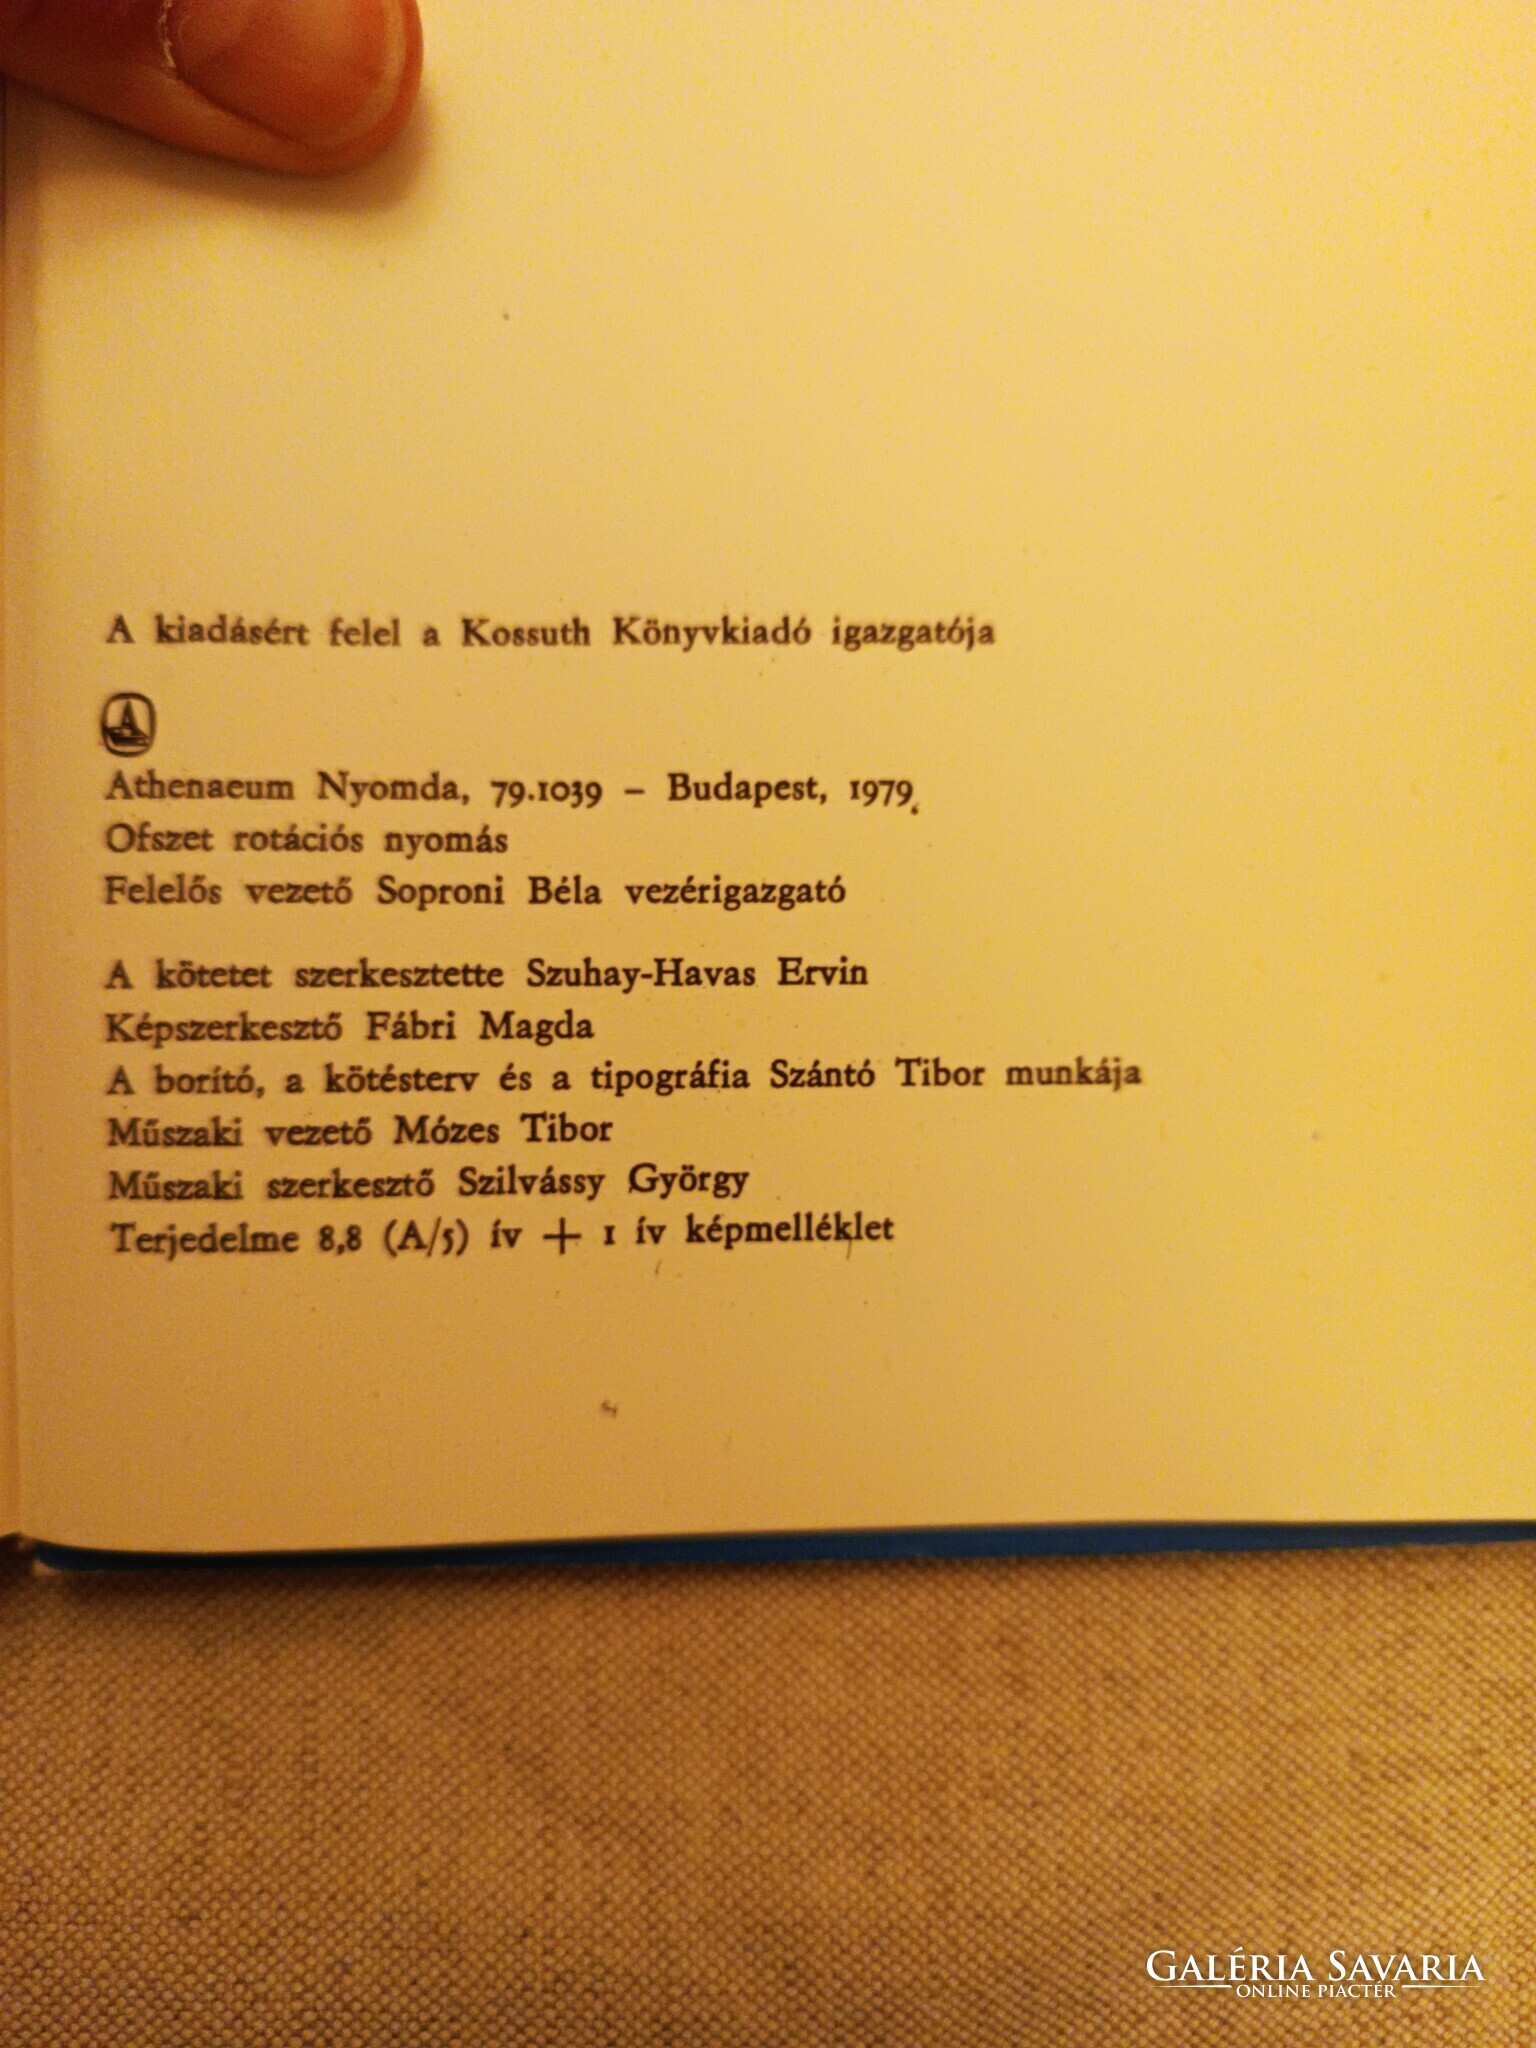 A kiadásért felel a Kossuth Könyvkiadó igazgatója
A
Athenaeum Nyomda, 79.1039 – Budapest, 1979
Ofszet rotációs nyomás
Felelős vezető Soproni Béla vezérigazgató
A kötetet szerkesztette Szuhay-Havas Ervin
Képszerkesztő Fábri Magda
A borító, a kötésterv és a tipográfia Szántó Tibor munkája
Műszaki vezető Mózes Tibor
Műszaki szerkesztő Szilvássy György
Terjedelme 8,8 (A/5) ív + 1 ív képmelléklet
GALÉRIA SAVARIA
ONLINE PIACTÉR